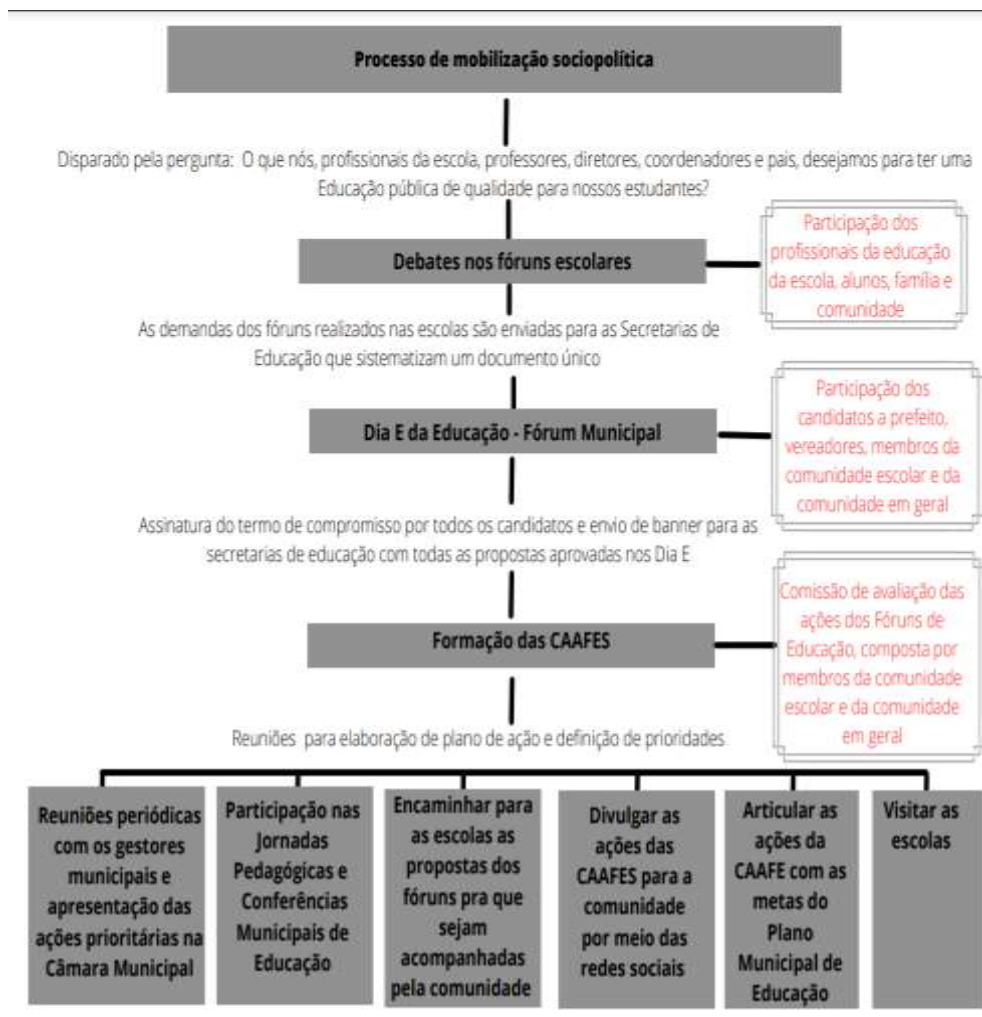 Processo de mobilização sociopolítica
Disparado pela pergunta: O que nós, profissionais da escola, professores, diretores, coordenadores e pais, desejamos para ter uma
Educação pública de qualidade para nossos estudantes?
Debates nos fóruns escolares
Participação dos
profissionais da educação
da escola, alunos, família e
comunidade
As demandas dos fóruns realizados nas escolas são enviadas para as Secretarias de
Educação que sistematizam um documento único
Dia E da Educação - Fórum Municipal
Participação dos
candidatos a prefeito,
vereadores, membros da
comunidade escolar e da
comunidade em geral
Assinatura do termo de compromisso por todos os candidatos e envio de banner para as
secretarias de educação com todas as propostas aprovadas nos Dia E
Formação das CAAFES
Comissão de avaliação das
ações dos Fóruns de
Educação, composta por
membros da comunidade
escolar e da comunidade
em geral
Reuniões para elaboração de plano de ação e definição de prioridades
Reuniões periódicas
com os gestores
municipais e
apresentação das
ações prioritárias na
Câmara Municipal
Participação nas
Jornadas
Pedagógicas e
Conferências
Municipais de
Educação
Encaminhar para
as escolas as
propostas dos
fóruns pra que
sejam
acompanhadas
pela comunidade
Divulgar as
ações das
CAAFES para a
comunidade
por meio das
redes sociais
Articular as
ações da
CAAFE com as
metas do
Plano
Municipal de
Educação
Visitar as
escolas